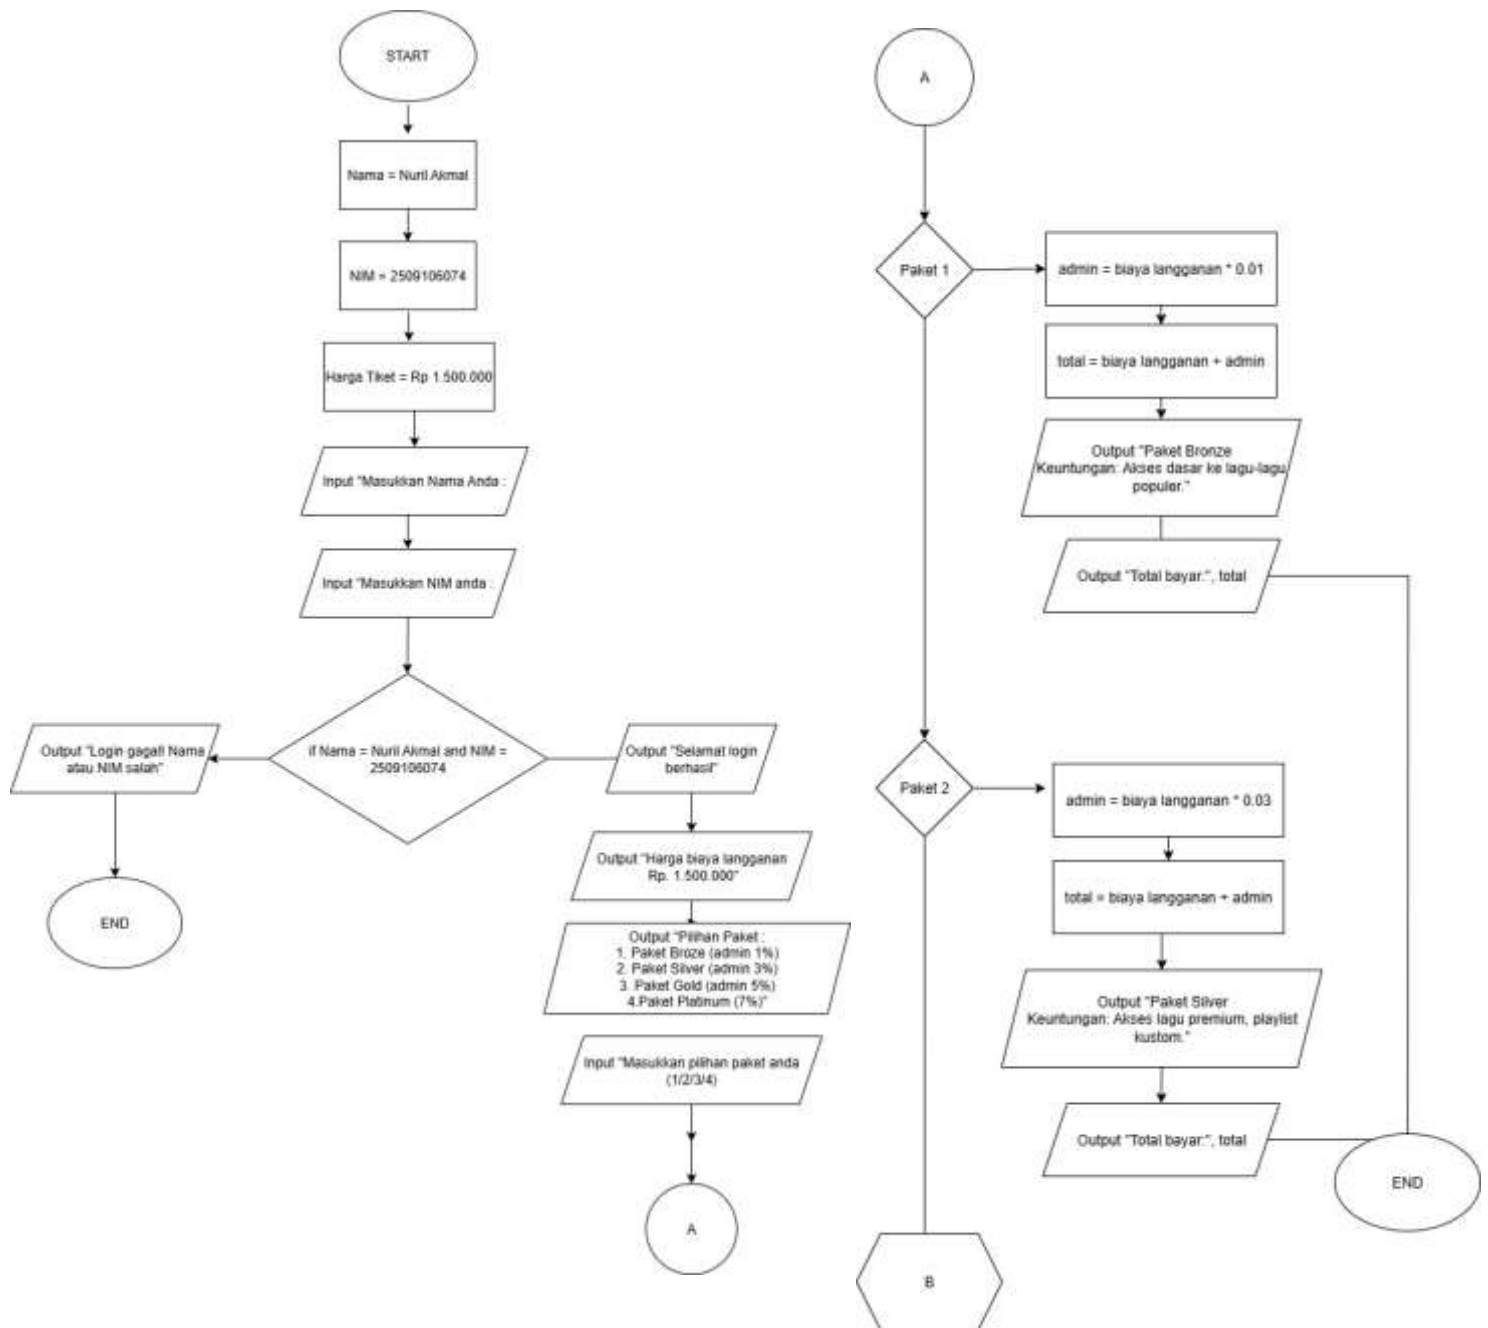 START
Nama = Nuril Akmal
NIM = 2509106074
Harga Tiket = Rp 1.500.000
Input "Masukkan Nama Anda :
Input "Masukkan NIM anda :
if Nama = Nuril Akmal and NIM =
2509106074
Output "Login gagal! Nama
atau NIM salah"
END
Output "Selamat login
berhasil"
Output "Harga biaya langganan
Rp. 1.500.000"
Output "Pilihan Paket :
1. Paket Broze (admin 1%)
2. Paket Silver (admin 3%)
3. Paket Gold (admin 5%)
4.Paket Platinum (7%)"
Input "Masukkan pilihan paket anda
(1/2/3/4)
A
A
Paket 1
admin = biaya langganan * 0.01
total = biaya langganan + admin
Output "Paket Bronze
Keuntungan: Akses dasar ke lagu-lagu
populer."
Output "Total bayar:", total
Paket 2
admin = biaya langganan * 0.03
total = biaya langganan + admin
Output "Paket Silver
Keuntungan: Akses lagu premium, playlist
kustom."
Output "Total bayar:", total
END
B